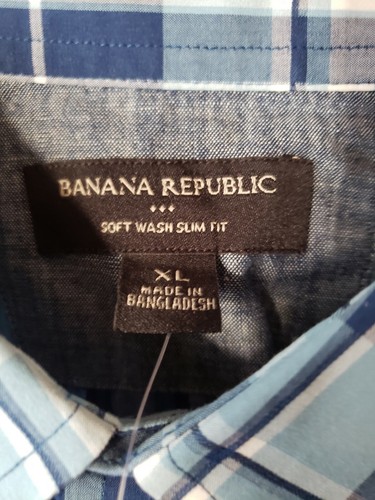 BANANA REPUBLIC
SOFT WASH SLIM FIT
XL
MADE IN
BANGLADESH